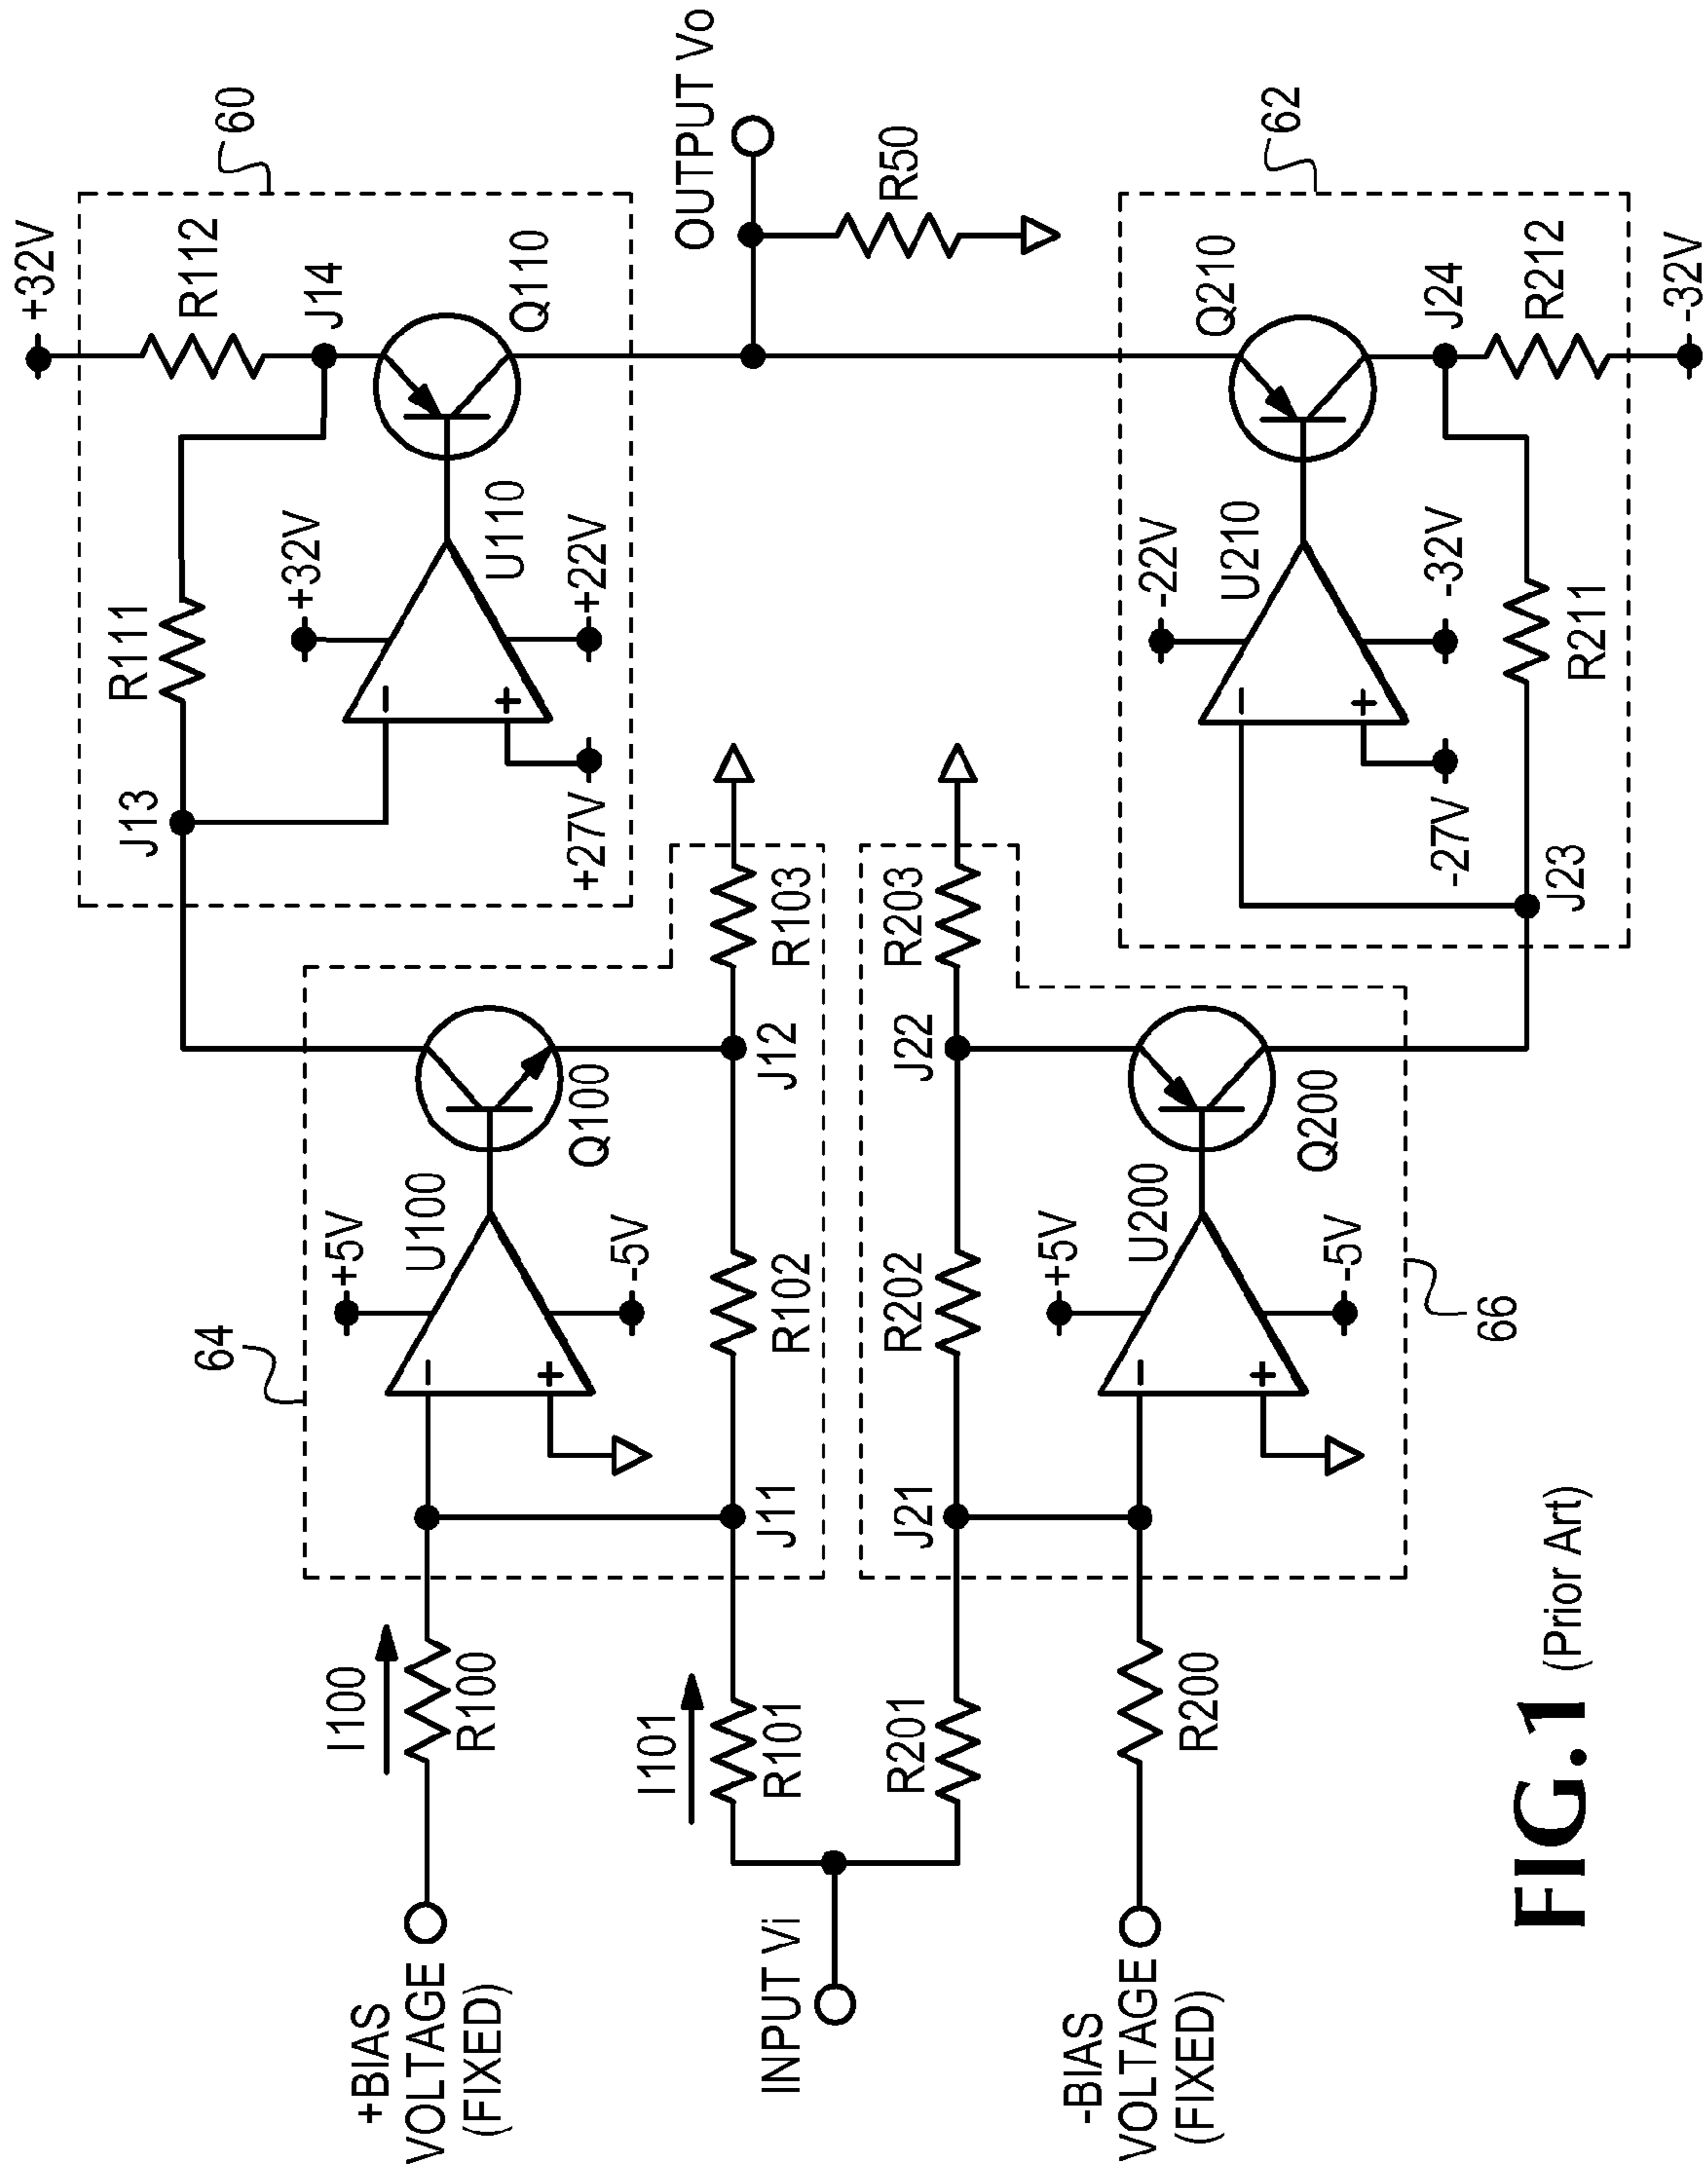 +BIAS
VOLTAGE
(FIXED)
I100
R100
INPUT Vi
I101
R101
R201
-BIAS
VOLTAGE
(FIXED)
R200
64
+5V
U100
-5V
Q100
J11
R102
J12
R103
J21
R202
J22
R203
+5V
U200
-5V
Q200
66
J13
R111
+32V
U110
+22V
+27V
+32V
R112
J14
Q110
60
OUTPUT Vo
R50
62
-22V
U210
-32V
-27V
J23
R211
Q210
J24
R212
-32V
FIG.1 (Prior Art)